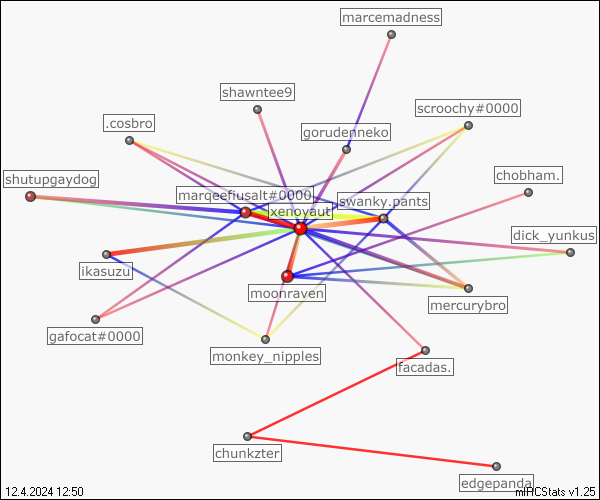 marcemadness
shawntee9
scroochy#0000
.cosbro
gorudenneko
shutupgaydog
chobham.
marqeefiusalt#0000
swanky.pants
xenoyaut
dick_yunkus
ikasuzu
moonraven
mercurybro
gafocat#0000
monkey_nipples
facadas.
chunkzter
edgepanda
12.4.2024 12:50
mIRCStats v1.25